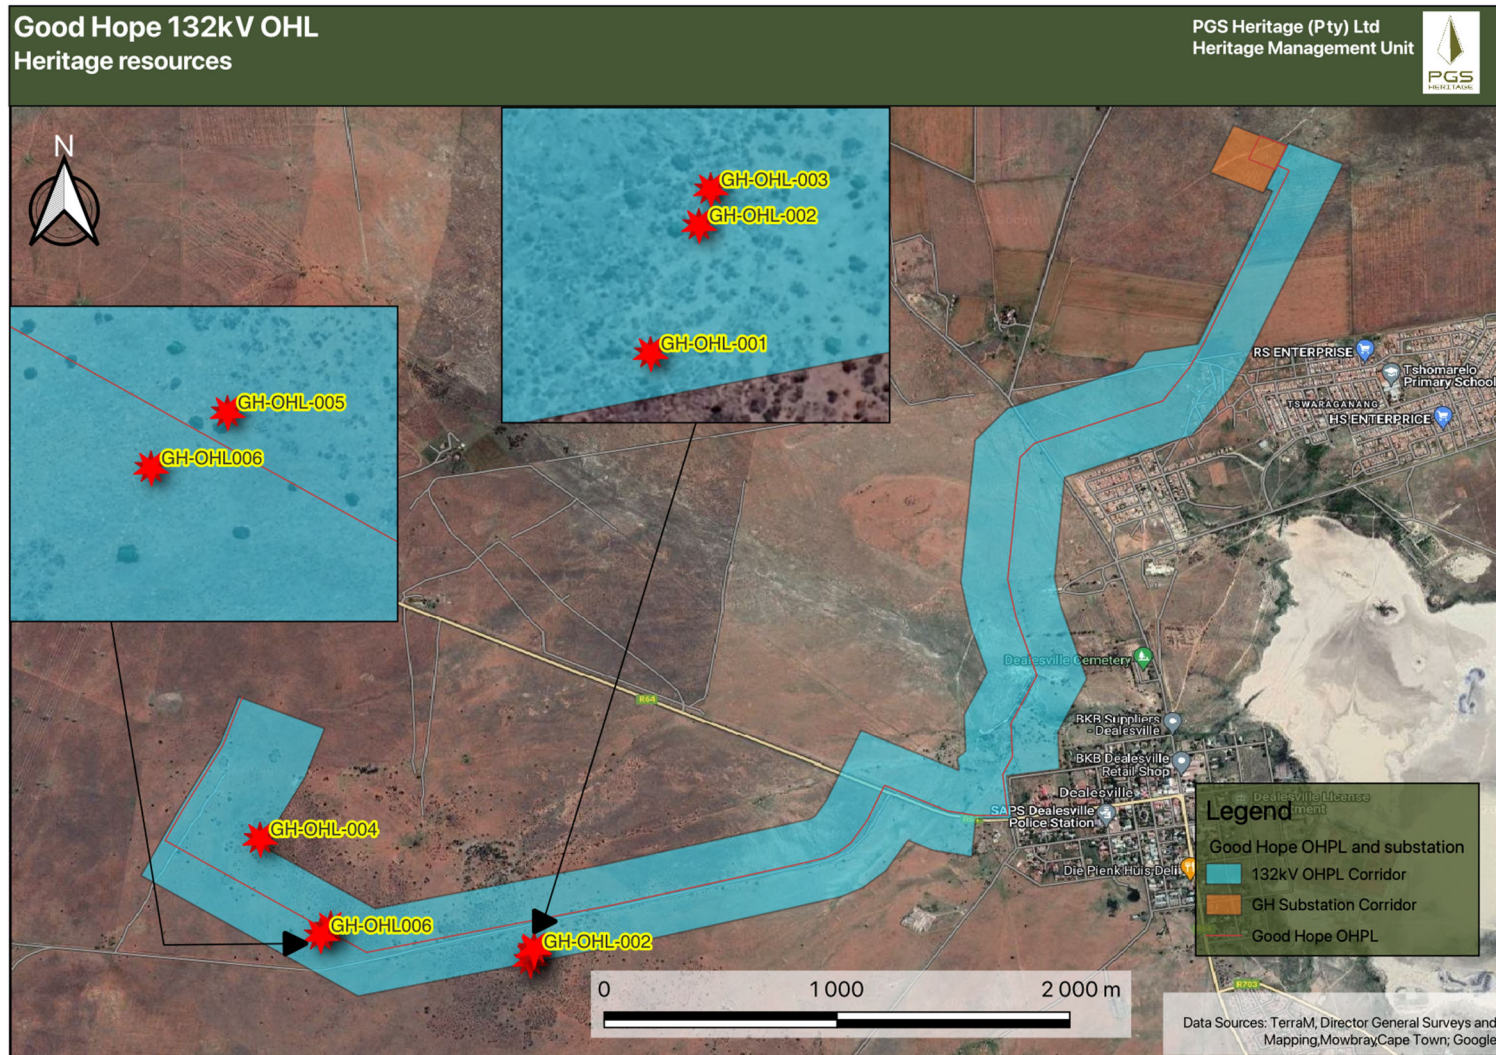 Good Hope 132kV OHL
Heritage resources
PGS Heritage (Pty) Ltd
Heritage Management Unit
PGS
HERITAGE
N
GH-OHL-003
GH-OHL-002
GH-OHL-001
GH-OHL-005
GH-OHL006
RS ENTERPRISE
Tshomarelo
Primary School
TSWARAGANANG
HS ENTERPRICE
Dealesville Cemetery
R64
BKB Suppliers
- Dealesville
BKB Dealesville
Retail Shop
Dealesville
SAPS Dealesville
Police Station
Die Pienk Huis Deli
GH-OHL-004
GH-OHL006
GH-OHL-002
Legend
Dealesville License
Good Hope OHPL and substation
132kV OHPL Corridor
GH Substation Corridor
Good Hope OHPL
R703
0 1 000 2 000 m
Data Sources: TerraM, Director General Surveys and
Mapping,Mowbray,Cape Town; Google